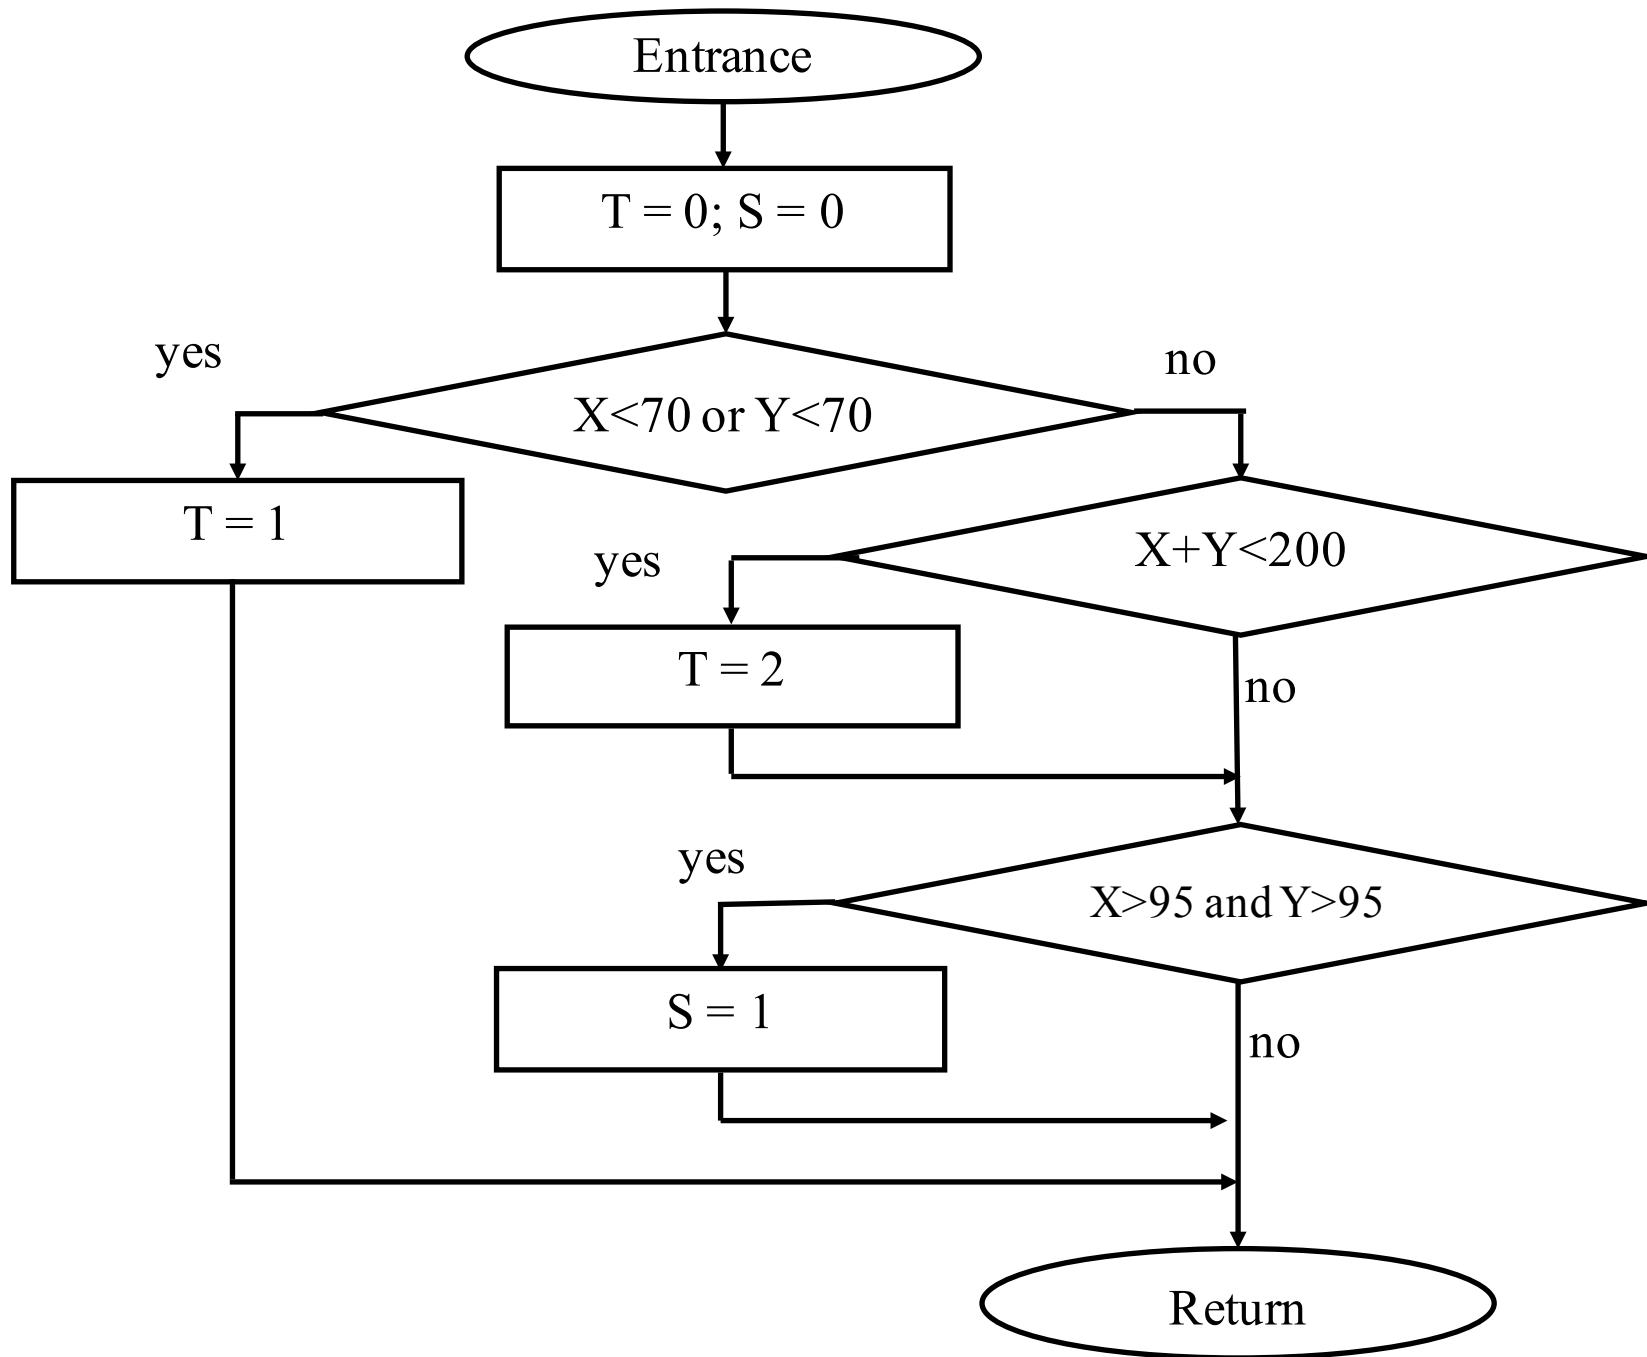 Entrance
T = 0; S = 0
yes
no
X<70 or Y<70
T = 1
X+Y<200
yes
T = 2
no
yes
X>95 and Y>95
S = 1
no
Return